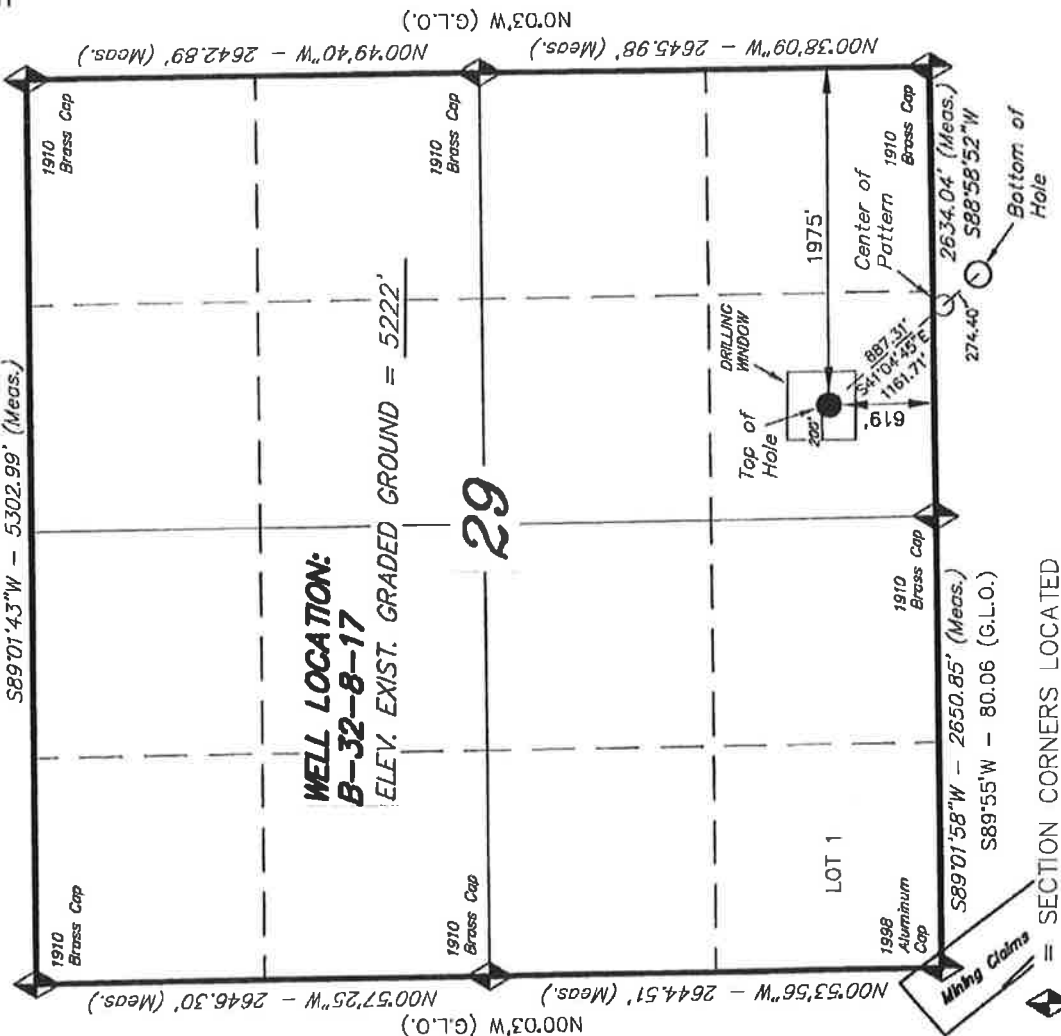 N0°03'W (G.L.O.)
S89°01'43"W - 5302.99' (Meas.)
N00°49'40"W - 2642.89' (Meas.)
N00°38'09"W - 2645.98' (Meas.)
1910
Brass Cap
1910
Brass Cap
1910
Brass Cap
1910
Brass Cap
WELL LOCATION:
B-32-8-17
ELEV. EXIST. GRADED GROUND = 5222'
29
DRILLING
WINDOW
1975'
Top of
Hole
200'
619'
Center of
Pattern
887.31'
S41°04'45"E
1161.71'
274.40'
1910
Brass Cap
2634.04' (Meas.)
S88°58'52"W
Bottom of
Hole
1910
Brass Cap
LOT 1
1998
Aluminum
Cap
S89°01'58"W - 2650.85' (Meas.)
S89°55'W - 80.06 (G.L.O.)
N00°57'25"W - 2646.30' (Meas.)
N00°53'56"W - 2644.51' (Meas.)
N00°03'W (G.L.O.)
Mining Claims
= SECTION CORNERS LOCATED